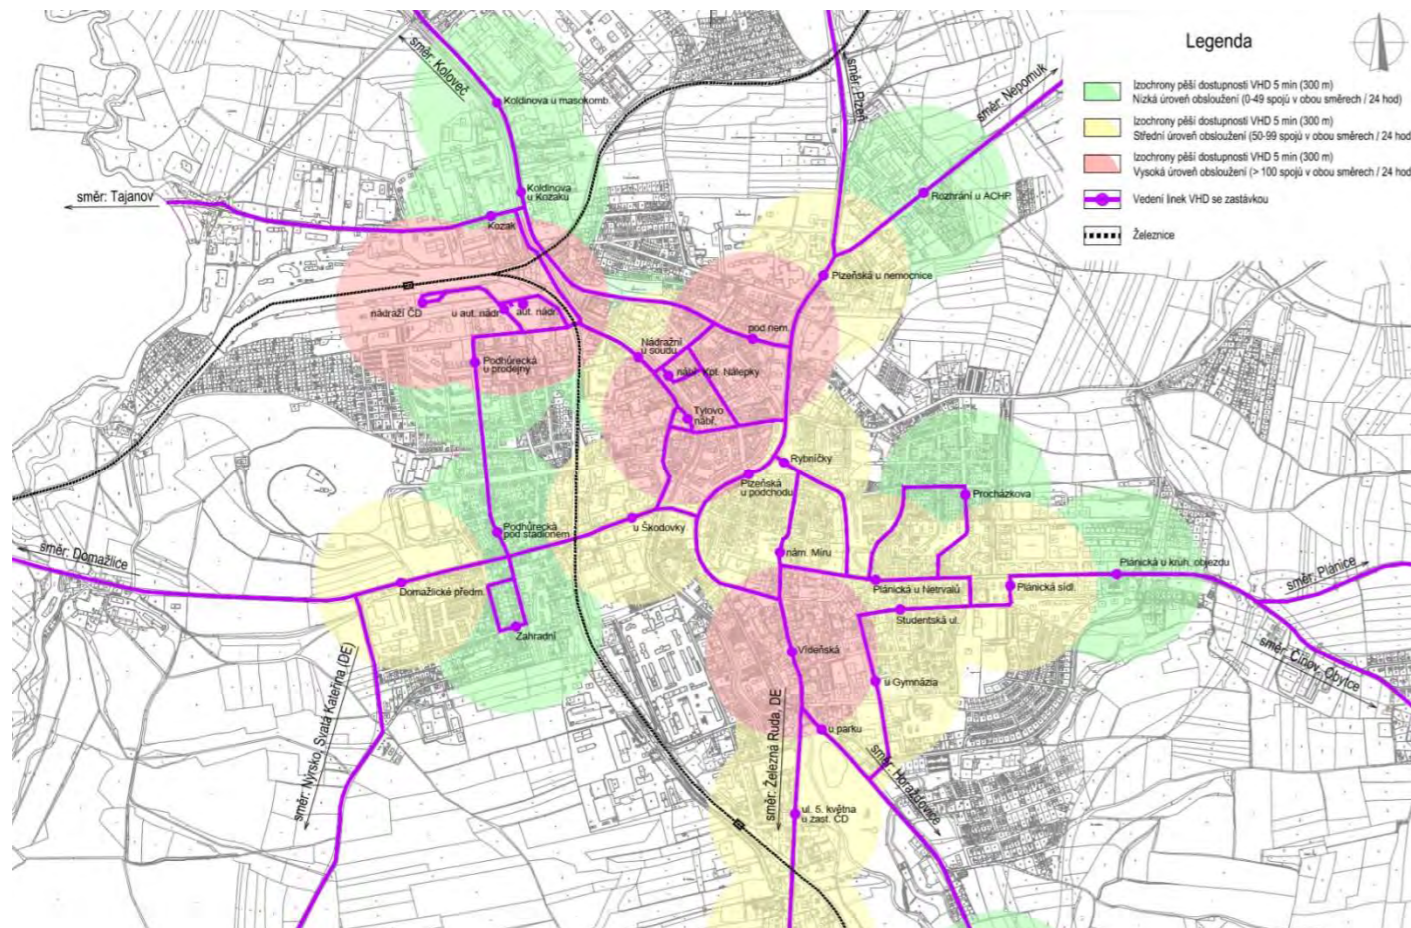 Legenda
Izochrony pěší dostupnosti VHD 5 min (300 m)
Nízká úroveň obsloužení (0-49 spojů v obou směrech / 24 hod)
Izochrony pěší dostupnosti VHD 5 min (300 m)
Střední úroveň obsloužení (50-99 spojů v obou směrech / 24 hod
Izochrony pěší dostupnosti VHD 5 min (300 m)
Vysoká úroveň obsloužení (> 100 spojů v obou směrech / 24 hod
Vedení linek VHD se zastávkou
Železnice
směr: Koloveč
směr: Plzeň
směr: Nepomuk
Koldinova u masokomb.
Koldinova
u Kozaku
směr: Tajanov
Kozak
Rozhrání u ACHP.
Plzeňská u nemocnice
nádraží ČD
u aut. nádr.
aut. nádr.
pod nem.
Nádražní
u soudu
Podhůrecká
u prodejny
nábř. Kpt. Nálepky
Tylovo
nábř.
Rybníčky
Plzeňská
u podchodu
Procházkova
u Škodovky
Podhůrecká
pod stadionem
nám. Míru
směr: Domažlice
Domažlické předm.
Plánická u Netrvalů
Plánická sídl.
Plánická u kruh. objezdu
směr: Plánice
Studentská ul.
Zahradní
Vídeňská
směr: Činov, Obytce
u Gymnázia
směr: Nýrsko, Svatá Kateřina (DE)
směr: Železná Ruda, DE
u parku
směr: Horažďovice
ul. 5. května
u zast. ČD